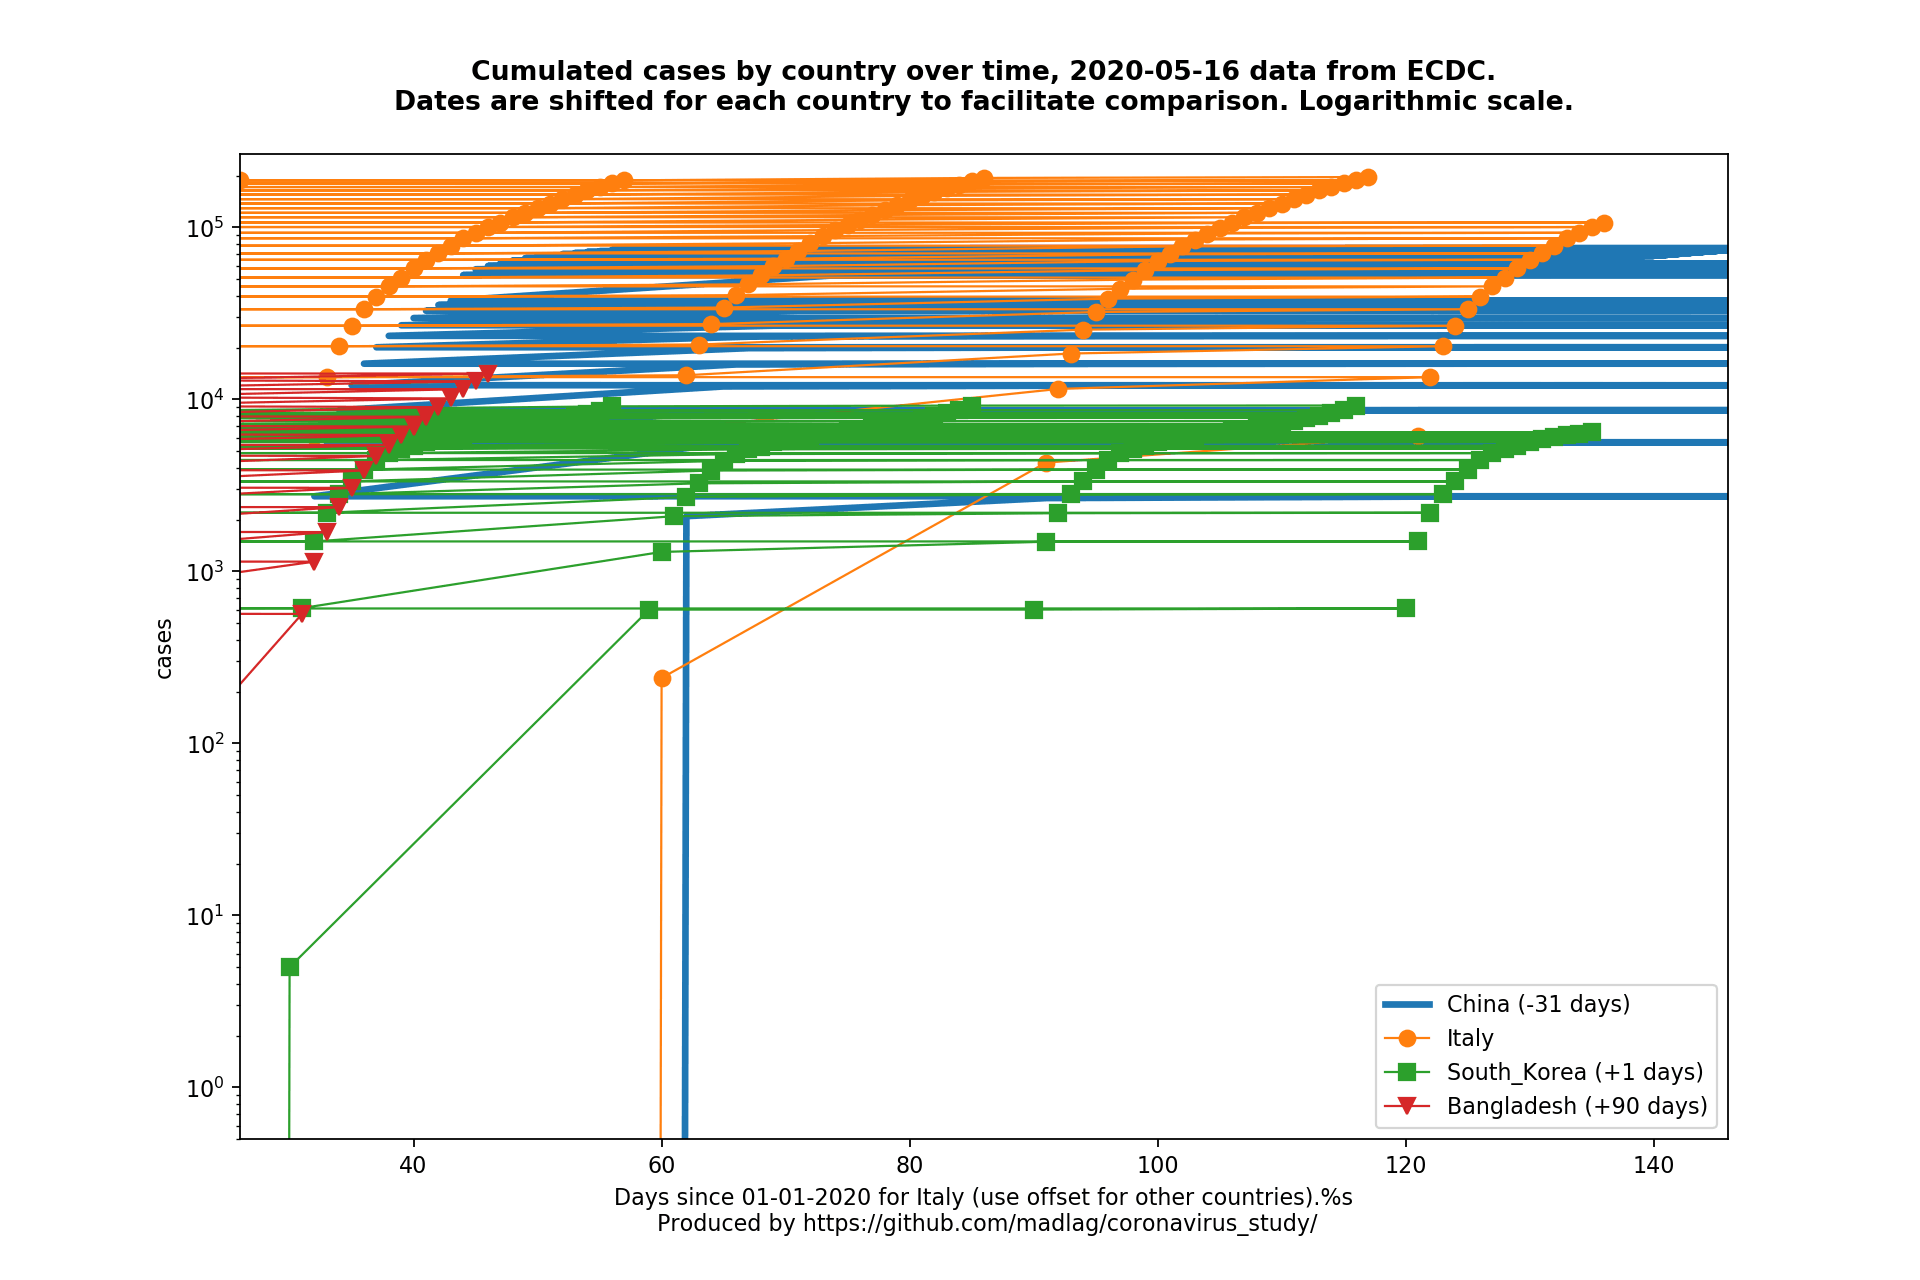 Cumulated cases by country over time, 2020-05-16 data from ECDC.
Dates are shifted for each country to facilitate comparison. Logarithmic scale.
10^5
10^4
10^3
10^2
10^1
10^0
cases
40 60 80 100 120 140
Days since 01-01-2020 for Italy (use offset for other countries).%s
Produced by https://github.com/madlag/coronavirus_study/
China (-31 days)
Italy
South_Korea (+1 days)
Bangladesh (+90 days)